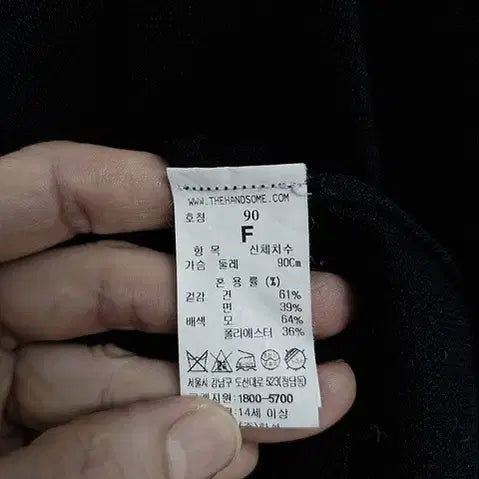 WWW.THEHANDSOME.COM
호칭 90
F
항 목 신체치수
가슴 둘레 90Cm
혼 용 률 (%)
겉감 견 61%
면 39%
배색 모 64%
폴리에스터 36%
서울시 강남구 도산대로 523(청담동)
고객지원:1800-5700
:14세 이상